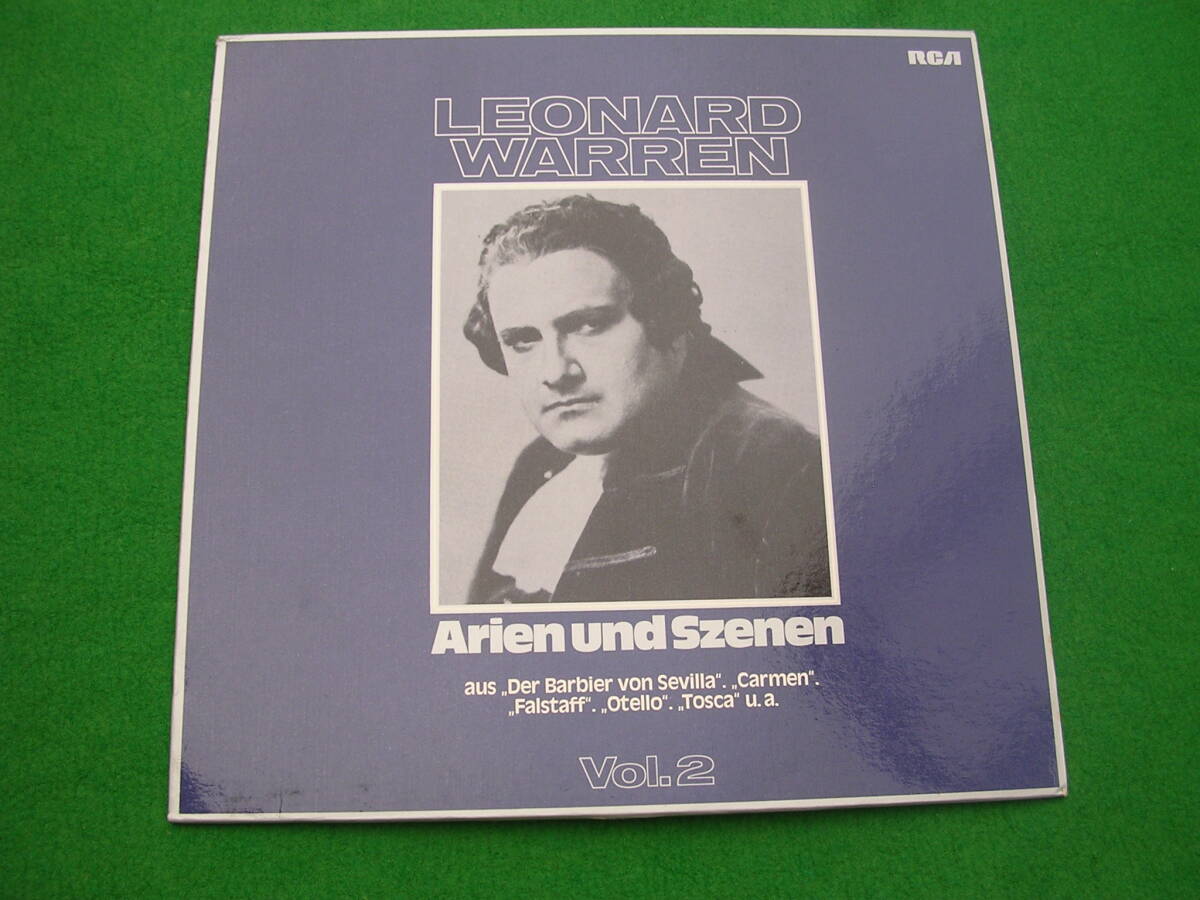 RCA
LEONARD
WARREN
Arien und Szenen
aus „Der Barbier von Sevilla“. „Carmen“.
„Falstaff“. „Otello“. „Tosca“ u. a.
Vol. 2